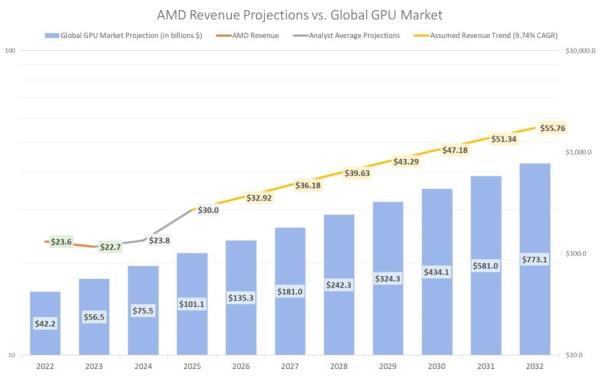 AMD Revenue Projections vs. Global GPU Market
Global GPU Market Projection (in billions $) AMD Revenue Analyst Average Projections Assumed Revenue Trend (9.74% CAGR)
100 $10,000.0
$55.76
$51.34
$47.18
$1,000.0
$43.29
$39.63
$36.18
$32.92
$30.0
$23.6 $22.7 $23.8
$100.0
$42.2 $56.5 $75.5 $101.1 $135.3 $181.0 $242.3 $324.3 $434.1 $581.0 $773.1
10 $10.0
2022 2023 2024 2025 2026 2027 2028 2029 2030 2031 2032